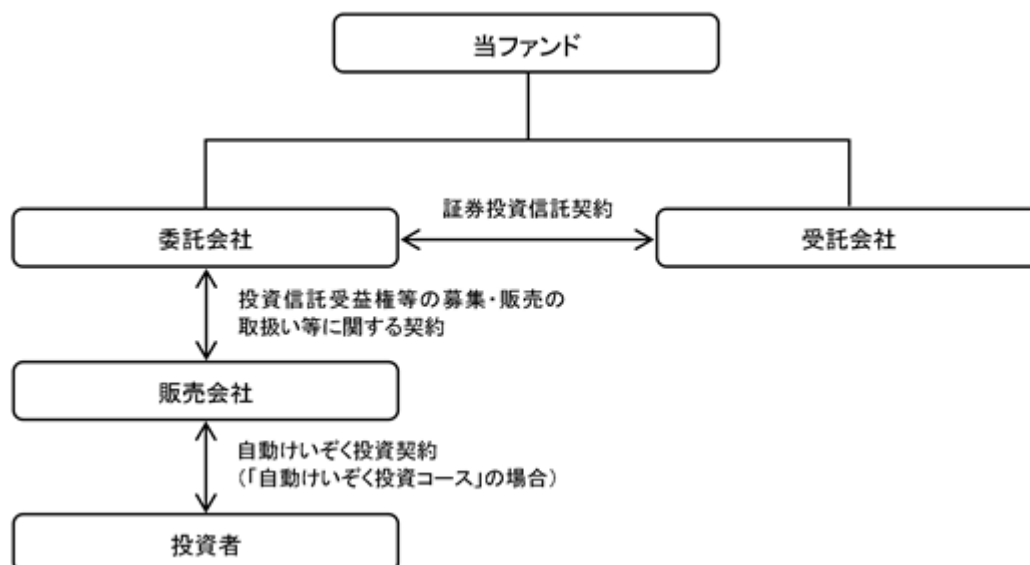 当ファンド
証券投資信託契約
委託会社
受託会社
投資信託受益権等の募集・販売の
取扱い等に関する契約
販売会社
自動けいぞく投資契約
(「自動けいぞく投資コース」の場合)
投資者